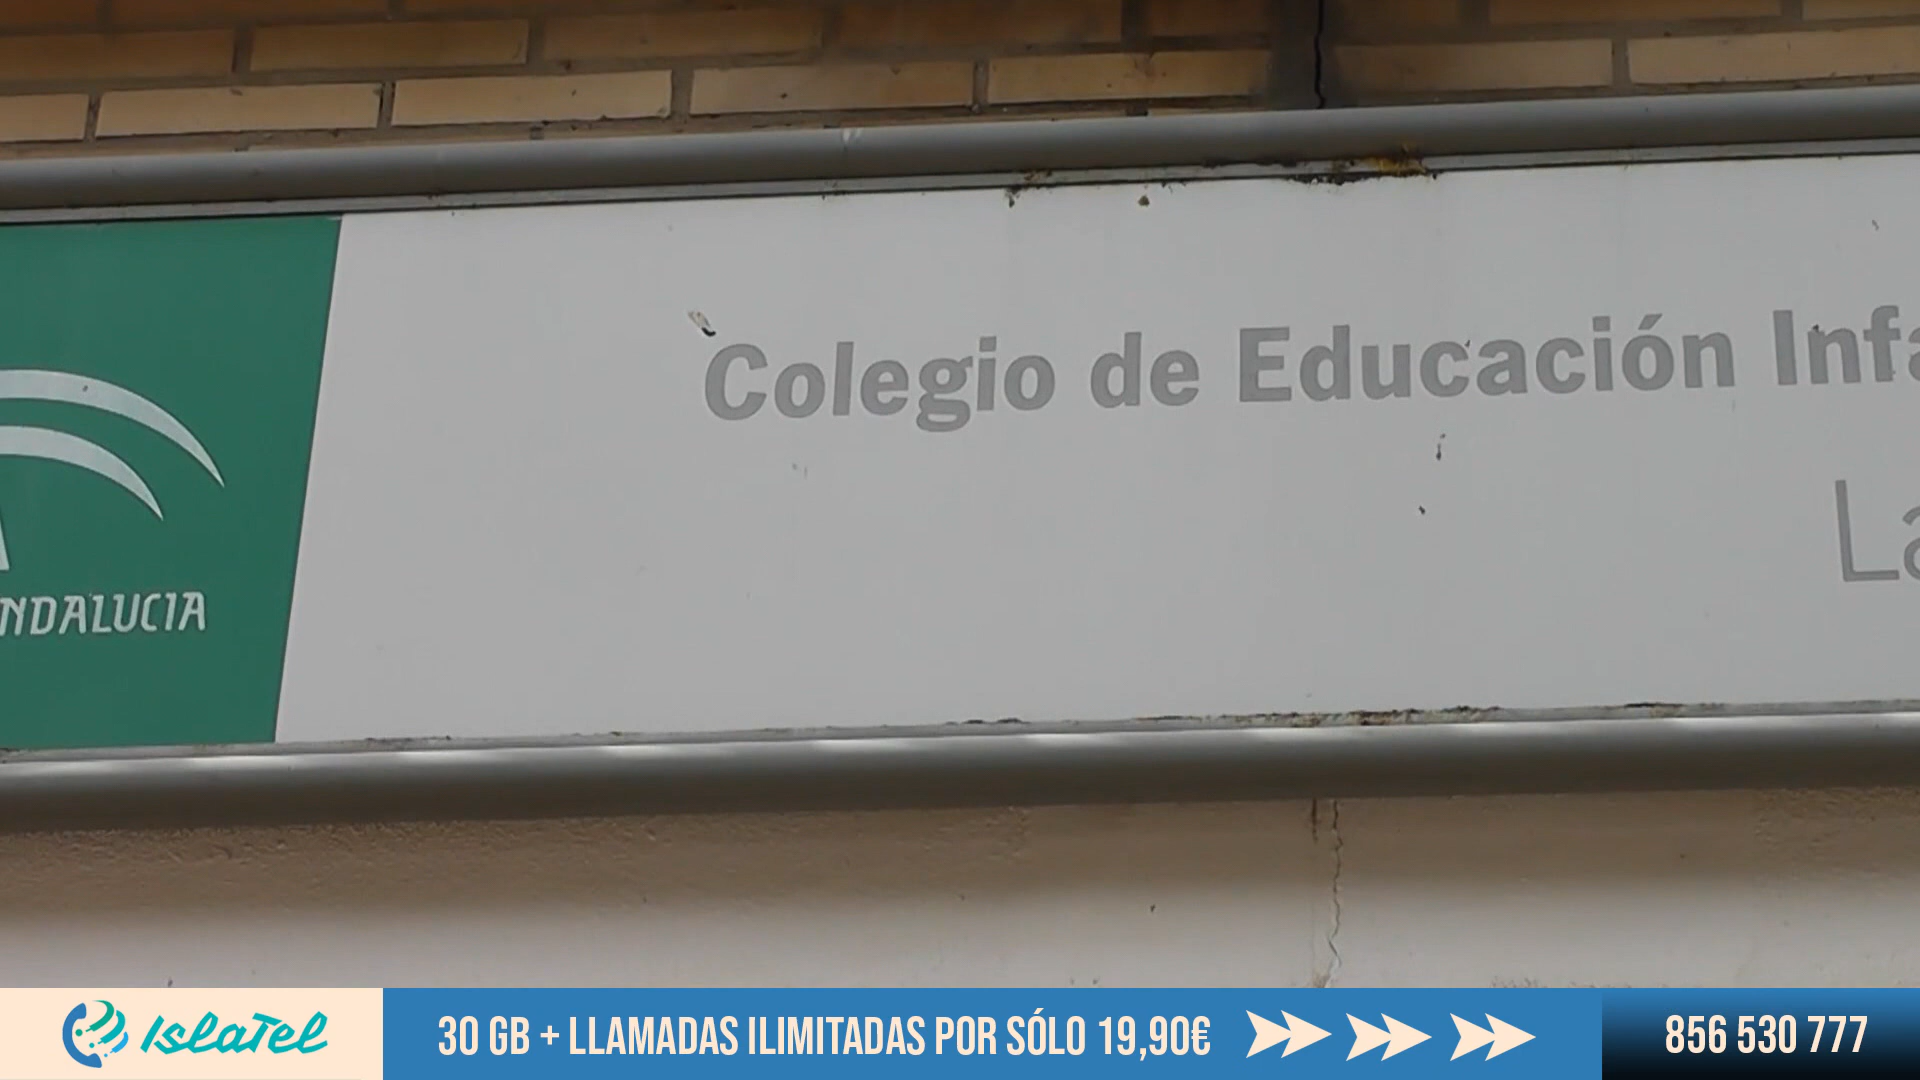 Colegio de Educación Infa
La
NDALUCIA
IslaTel
30 GB + LLAMADAS ILIMITADAS POR SÓLO 19,90€
856 530 777